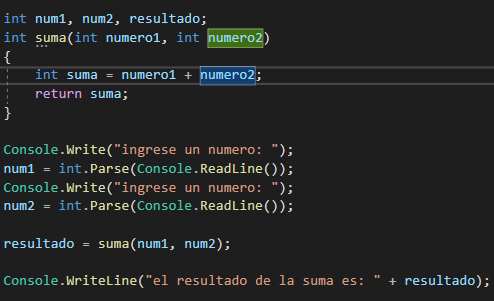 int num1, num2, resultado;
int suma(int numero1, int numero2)
{
    int suma = numero1 + numero2;
    return suma;
}
Console.Write("ingrese un numero: ");
num1 = int.Parse(Console.ReadLine());
Console.Write("ingrese un numero: ");
num2 = int.Parse(Console.ReadLine());
resultado = suma(num1, num2);
Console.WriteLine("el resultado de la suma es: " + resultado);